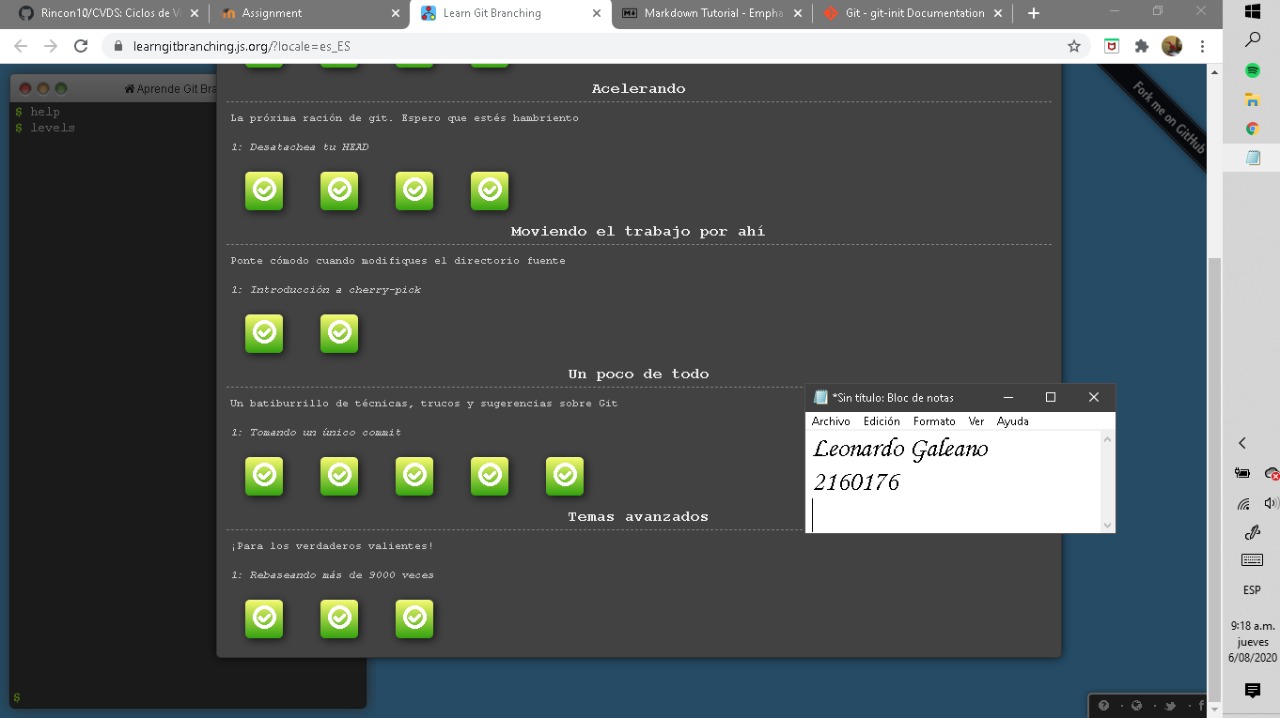 Rincon10/CVDS: Ciclos de Vi
Assignment
Learn Git Branching
Markdown Tutorial - Empha
Git - git-init Documentation
learngitbranching.js.org/?locale=es_ES
Aprende Git Bra
$ help
$ levels
$
Acelerando
La próxima ración de git. Espero que estés hambriento
1: Desatachea tu HEAD
Moviendo el trabajo por ahí
Ponte cómodo cuando modifiques el directorio fuente
1: Introducción a cherry-pick
Un poco de todo
Un batiburrillo de técnicas, trucos y sugerencias sobre Git
1: Tomando un único commit
Temas avanzados
¡Para los verdaderos valientes!
1: Rebaseando más de 9000 veces
Fork me on GitHub
*Sin título: Bloc de notas
Archivo Edición Formato Ver Ayuda
Leonardo Galeano
2160176
ESP
9:18 a.m.
jueves
6/08/2020